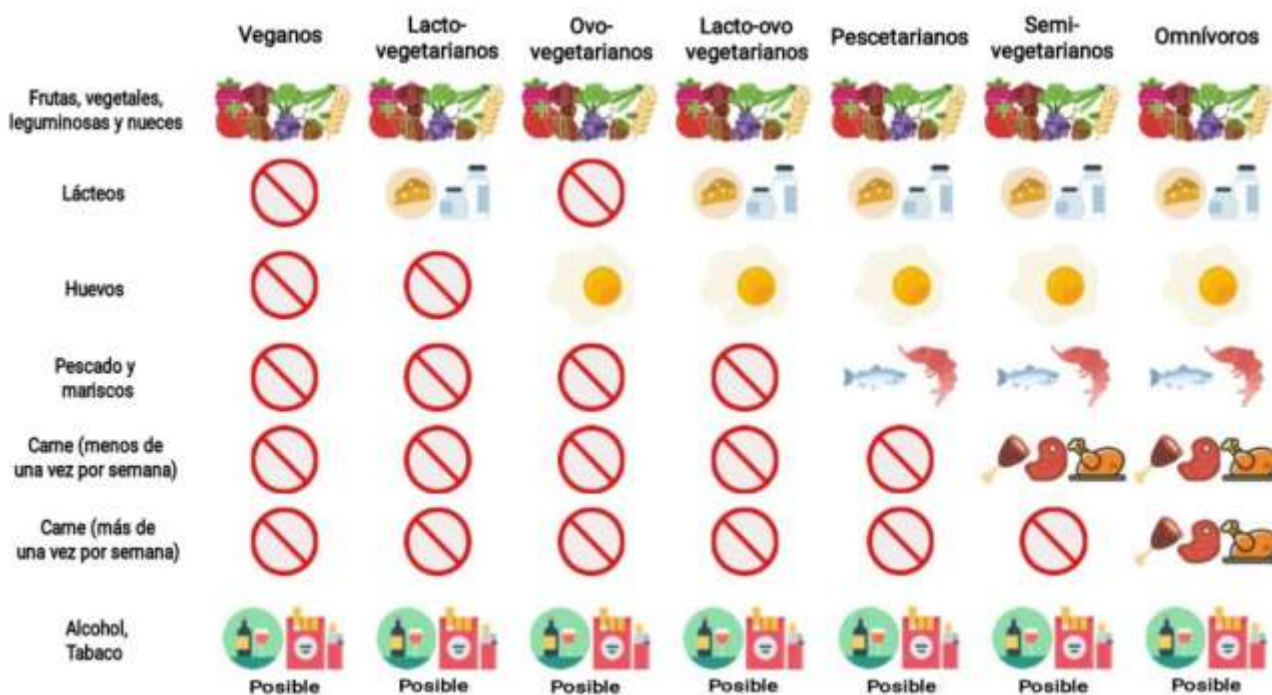 Veganos
Lacto-
vegetarianos
Ovo-
vegetarianos
Lacto-ovo
vegetarianos
Pescetarianos
Semi-
vegetarianos
Omnívoros
Frutas, vegetales,
leguminosas y nueces
Lácteos
Huevos
Pescado y
mariscos
Carne (menos de
una vez por semana)
Carne (más de
una vez por semana)
Alcohol,
Tabaco
Posible
Posible
Posible
Posible
Posible
Posible
Posible